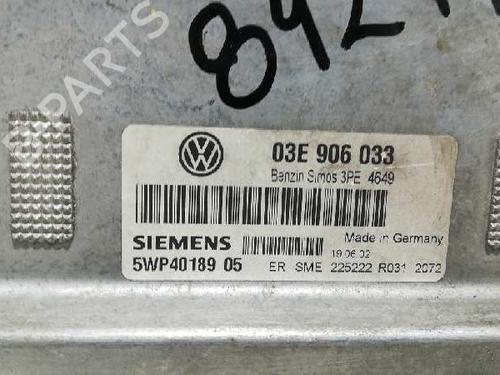 PARTS
03E 906 033
Benzin Simos 3PE 4649
SIEMENS
Made in Germany
19.06.02
5WP40189 05
ER SME 225222 R031 2072